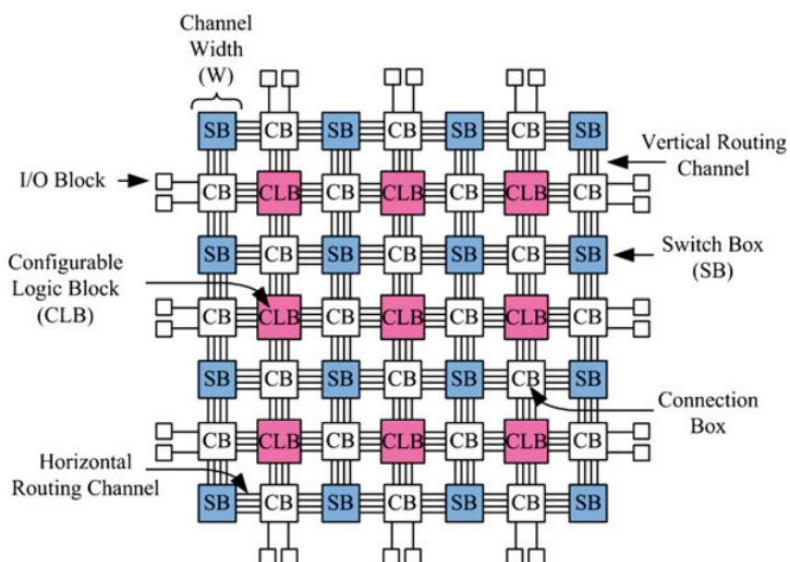 Channel
Width
(W)
SB CB SB CB SB CB SB
Vertical Routing
Channel
I/O Block
CB CLB CB CLB CB CLB CB
SB CB SB CB SB CB SB
Switch Box
(SB)
Configurable
Logic Block
(CLB)
CB CLB CB CLB CB CLB CB
SB CB SB CB SB CB SB
Connection
Box
CB CLB CB CLB CB CLB CB
Horizontal
Routing Channel
SB CB SB CB SB CB SB